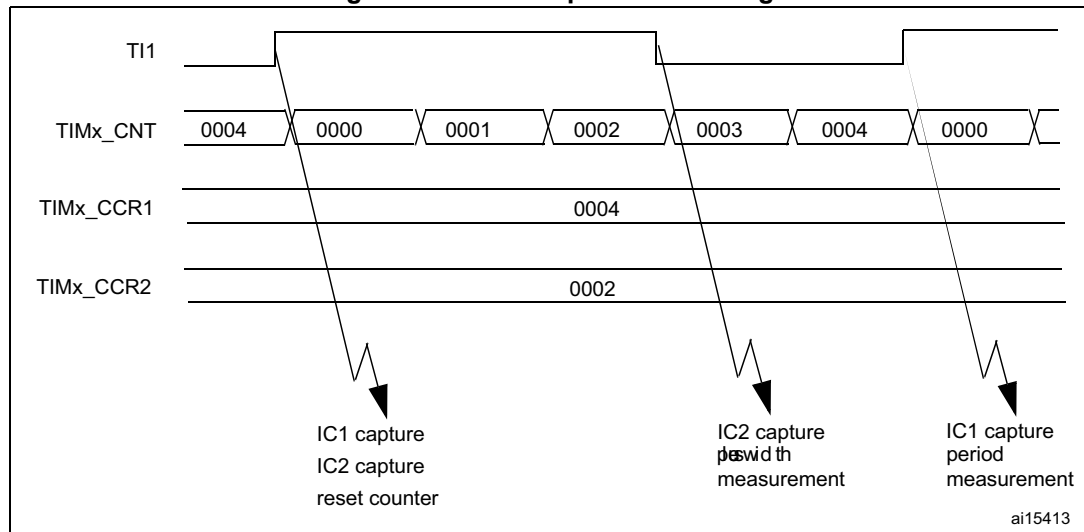 TI1
TIMx_CNT
0004 0000 0001 0002 0003 0004 0000
TIMx_CCR1
0004
TIMx_CCR2
0002
IC1 capture
IC2 capture
reset counter
IC2 capture
measurement
IC1 capture
period
measurement
ai15413